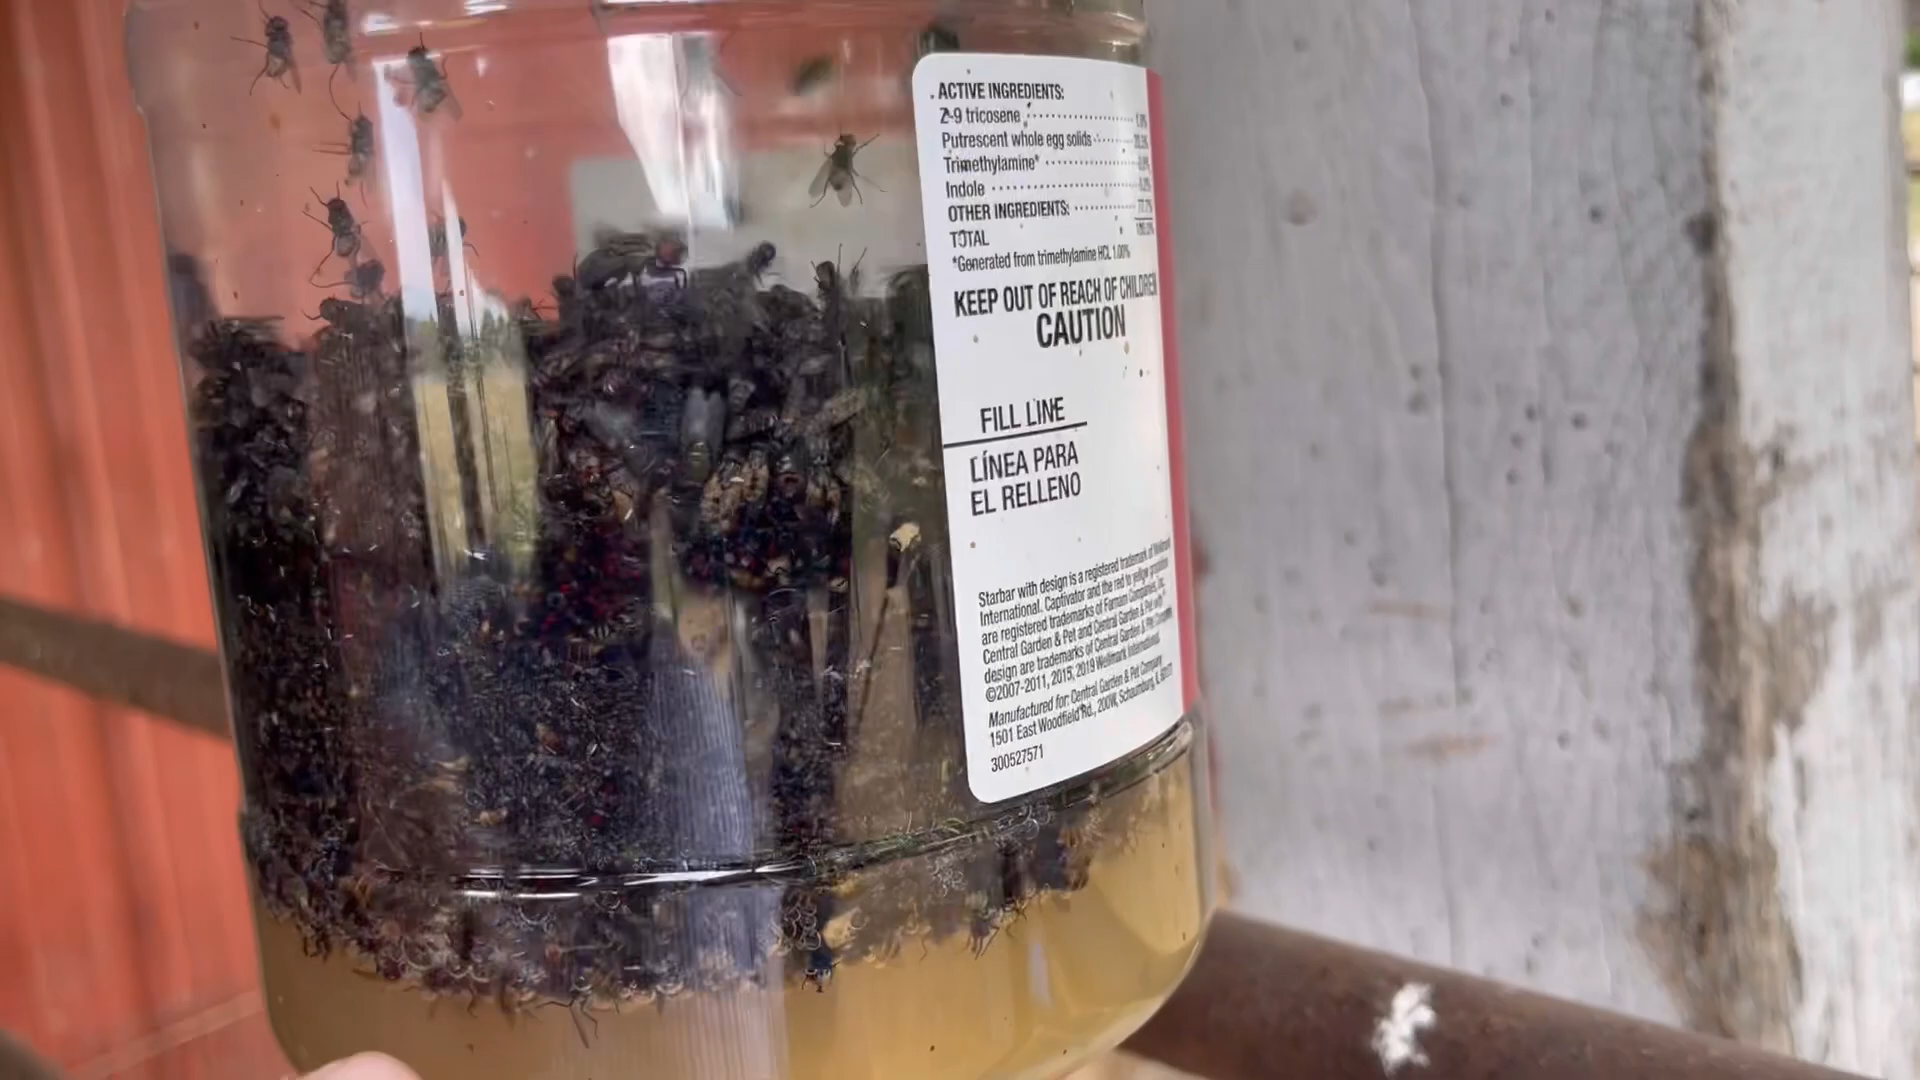 ACTIVE INGREDIENTS:
Z-9 tricosene
Putrescent whole egg solids
Trimethylamine*
Indole
OTHER INGREDIENTS:
TOTAL
*Generated from trimethylamine HCL 1.00%
KEEP OUT OF REACH OF CHILDREN
CAUTION
FILL LINE
LÍNEA PARA
EL RELLENO
Starbar with design is a registered trademark of Wellmark
International. Captivator and the red to yellow gradation
are registered trademarks of Farnam Companies, Inc.
Central Garden & Pet and Central Garden & Pet with
design are trademarks of Central Garden & Pet Company.
©2007-2011, 2015, 2019 Wellmark International.
Manufactured for: Central Garden & Pet Company
1501 East Woodfield Rd., 200W, Schaumburg, IL
300527571